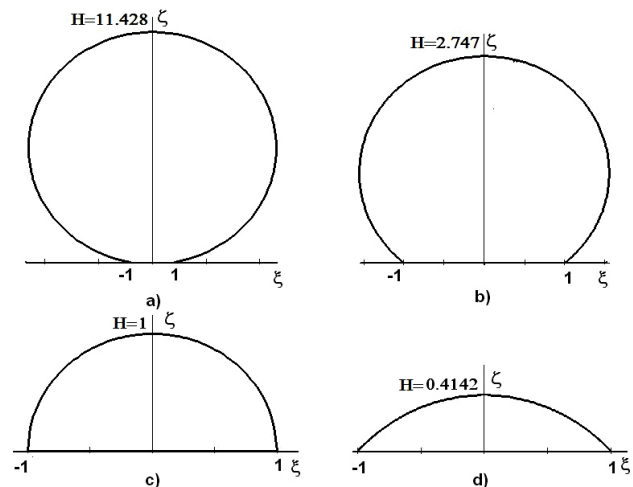 H=11.428 ζ
-1 1 ξ
a)
H=2.747 ζ
-1 1 ξ
b)
H=1 ζ
-1 1 ξ
c)
H=0.4142 ζ
-1 1 ξ
d)